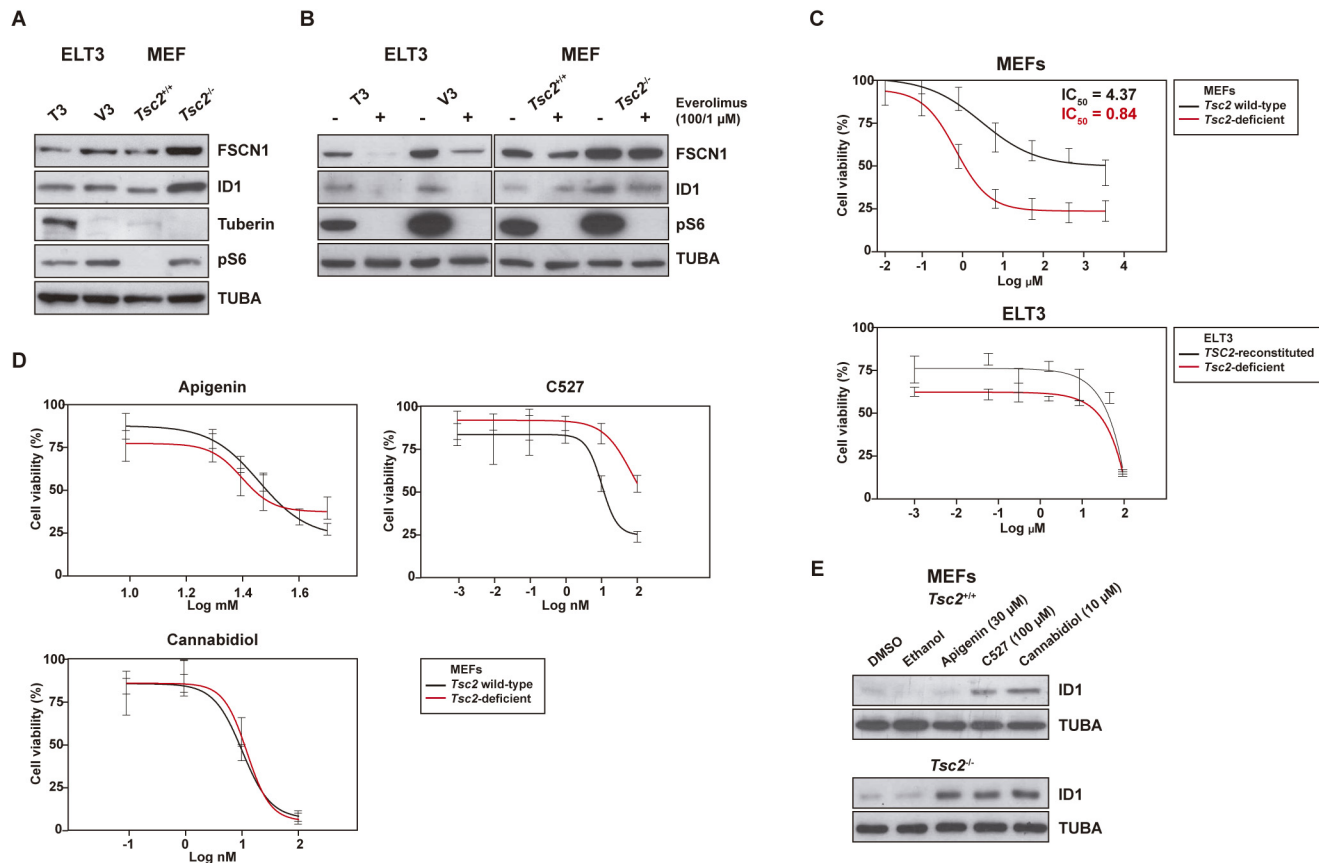 A
ELT3 MEF
T3 V3 Tsc2+/+ Tsc2-/-
FSCN1
ID1
Tuberin
pS6
TUBA
B
ELT3 MEF
T3 V3 Tsc2+/+ Tsc2-/-
- + - + - + - + Everolimus
(100/1 µM)
FSCN1
ID1
pS6
TUBA
C
MEFs
IC50 = 4.37
IC50 = 0.84
Cell viability (%)
100
75
50
25
0
-2 -1 0 1 2 3 4
Log µM
MEFs
Tsc2 wild-type
Tsc2-deficient
ELT3
Cell viability (%)
100
75
50
25
0
-3 -2 -1 0 1 2
Log µM
ELT3
TSC2-reconstituted
Tsc2-deficient
D
Apigenin
Cell viability (%)
100
75
50
25
0
1.0 1.2 1.4 1.6
Log mM
C527
Cell viability (%)
100
75
50
25
0
-3 -2 -1 0 1 2
Log nM
Cannabidiol
Cell viability (%)
100
75
50
25
0
-1 0 1 2
Log nM
MEFs
Tsc2 wild-type
Tsc2-deficient
E
MEFs
Tsc2+/+
DMSO
Ethanol
Apigenin (30 µM)
C527 (100 µM)
Cannabidiol (10 µM)
ID1
TUBA
Tsc2-/-
ID1
TUBA